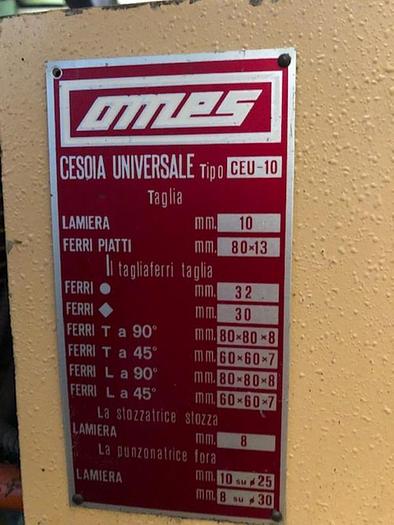 omes
CESOIA UNIVERSALE Tipo CEU-10
Taglia
LAMIERA mm. 10
FERRI PIATTI mm. 80×13
Il tagliaferri taglia
FERRI ● mm. 32
FERRI ◆ mm. 30
FERRI T a 90° mm. 80×80×8
FERRI T a 45° mm. 60×60×7
FERRI L a 90° mm. 80×80×8
FERRI L a 45° mm. 60×60×7
La stozzatrice stozza
LAMIERA mm. 8
La punzonatrice fora
LAMIERA mm. 10 su ø 25
mm. 8 su ø 30